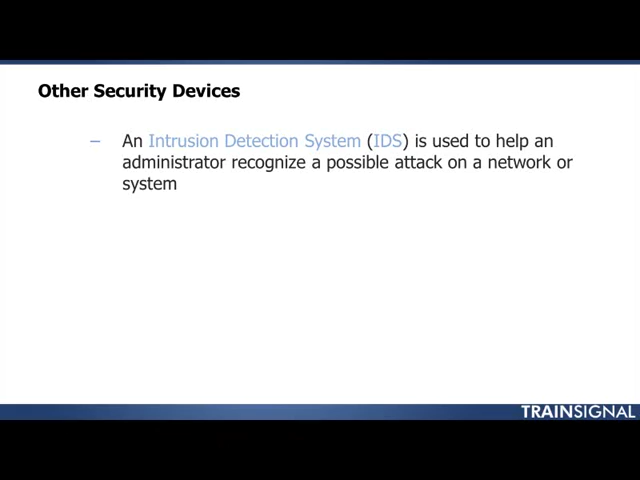 Other Security Devices
– An Intrusion Detection System (IDS) is used to help an
administrator recognize a possible attack on a network or
system
TRAINSIGNAL